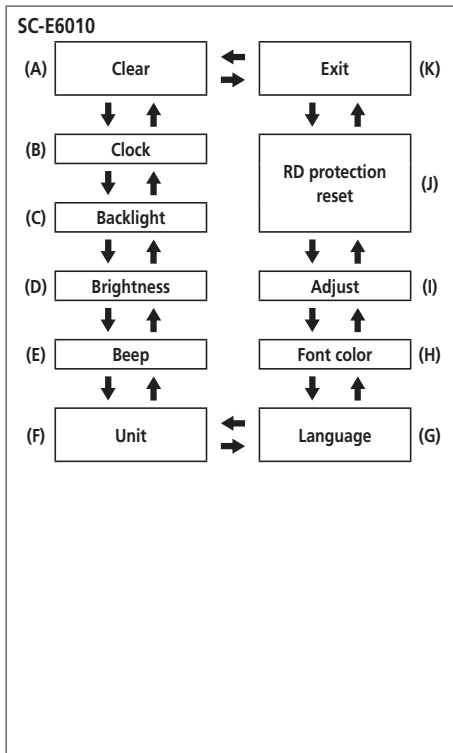 SC-E6010
(A) Clear Exit (K)
(B) Clock
RD protection
reset
(J)
(C) Backlight
(D) Brightness Adjust (I)
(E) Beep Font color (H)
(F) Unit Language (G)